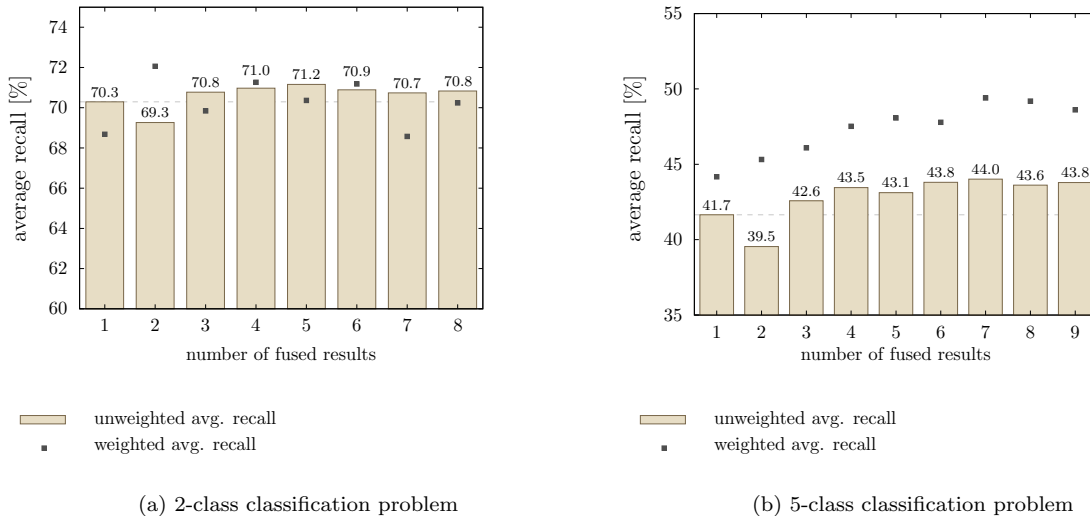 75
74
72
70
68
66
64
62
60
average recall [%]
70.3
69.3
70.8
71.0
71.2
70.9
70.7
70.8
1 2 3 4 5 6 7 8
number of fused results
unweighted avg. recall
weighted avg. recall
(a) 2-class classification problem
55
50
45
40
35
average recall [%]
41.7
39.5
42.6
43.5
43.1
43.8
44.0
43.6
43.8
1 2 3 4 5 6 7 8 9
number of fused results
unweighted avg. recall
weighted avg. recall
(b) 5-class classification problem